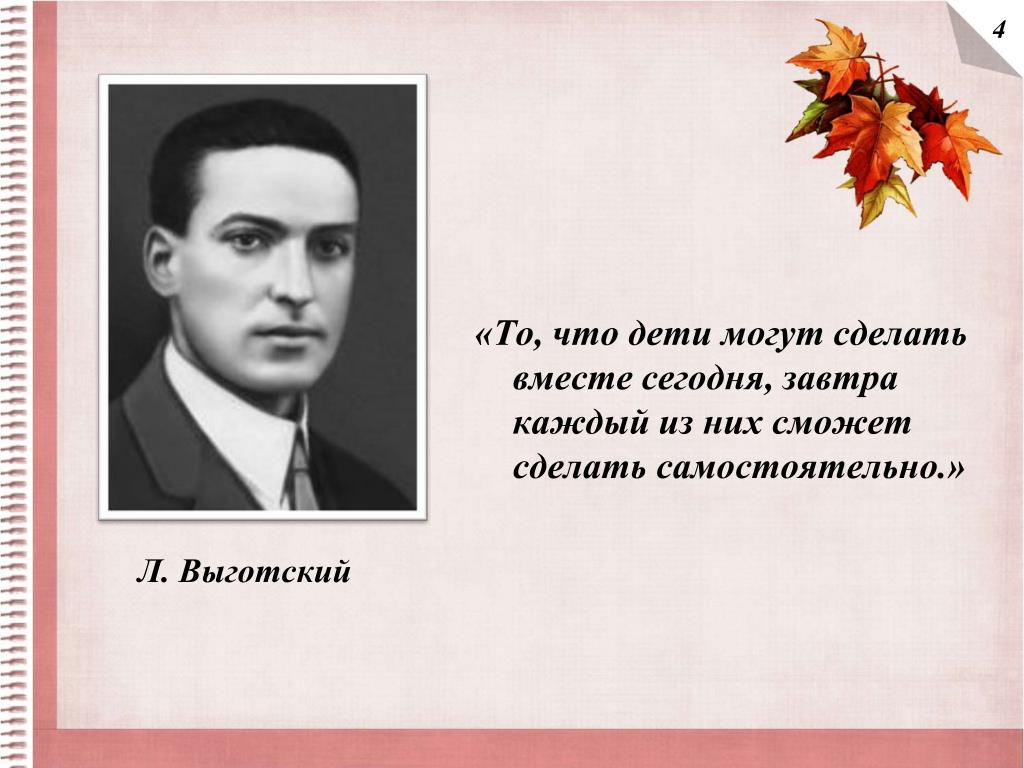 4
«То, что дети могут сделать
вместе сегодня, завтра
каждый из них сможет
сделать самостоятельно.»
Л. Выготский